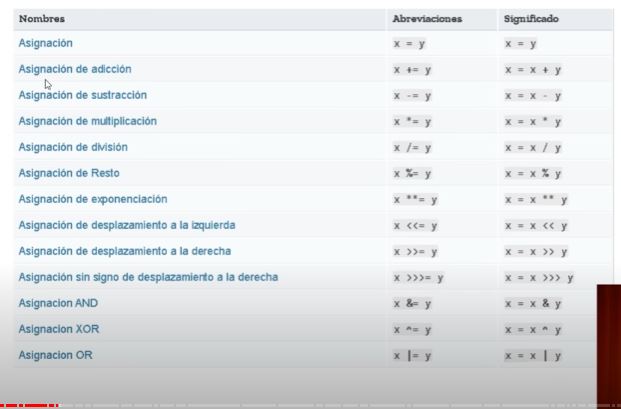 Nombres Abreviaciones Significado
Asignación x = y x = y
Asignación de adicción x += y x = x + y
Asignación de sustracción x -= y x = x - y
Asignación de multiplicación x *= y x = x * y
Asignación de división x /= y x = x / y
Asignación de Resto x %= y x = x % y
Asignación de exponenciación x **= y x = x ** y
Asignación de desplazamiento a la izquierda x <<= y x = x << y
Asignación de desplazamiento a la derecha x >>= y x = x >> y
Asignación sin signo de desplazamiento a la derecha x >>>= y x = x >>> y
Asignacion AND x &= y x = x & y
Asignacion XOR x ^= y x = x ^ y
Asignacion OR x |= y x = x | y